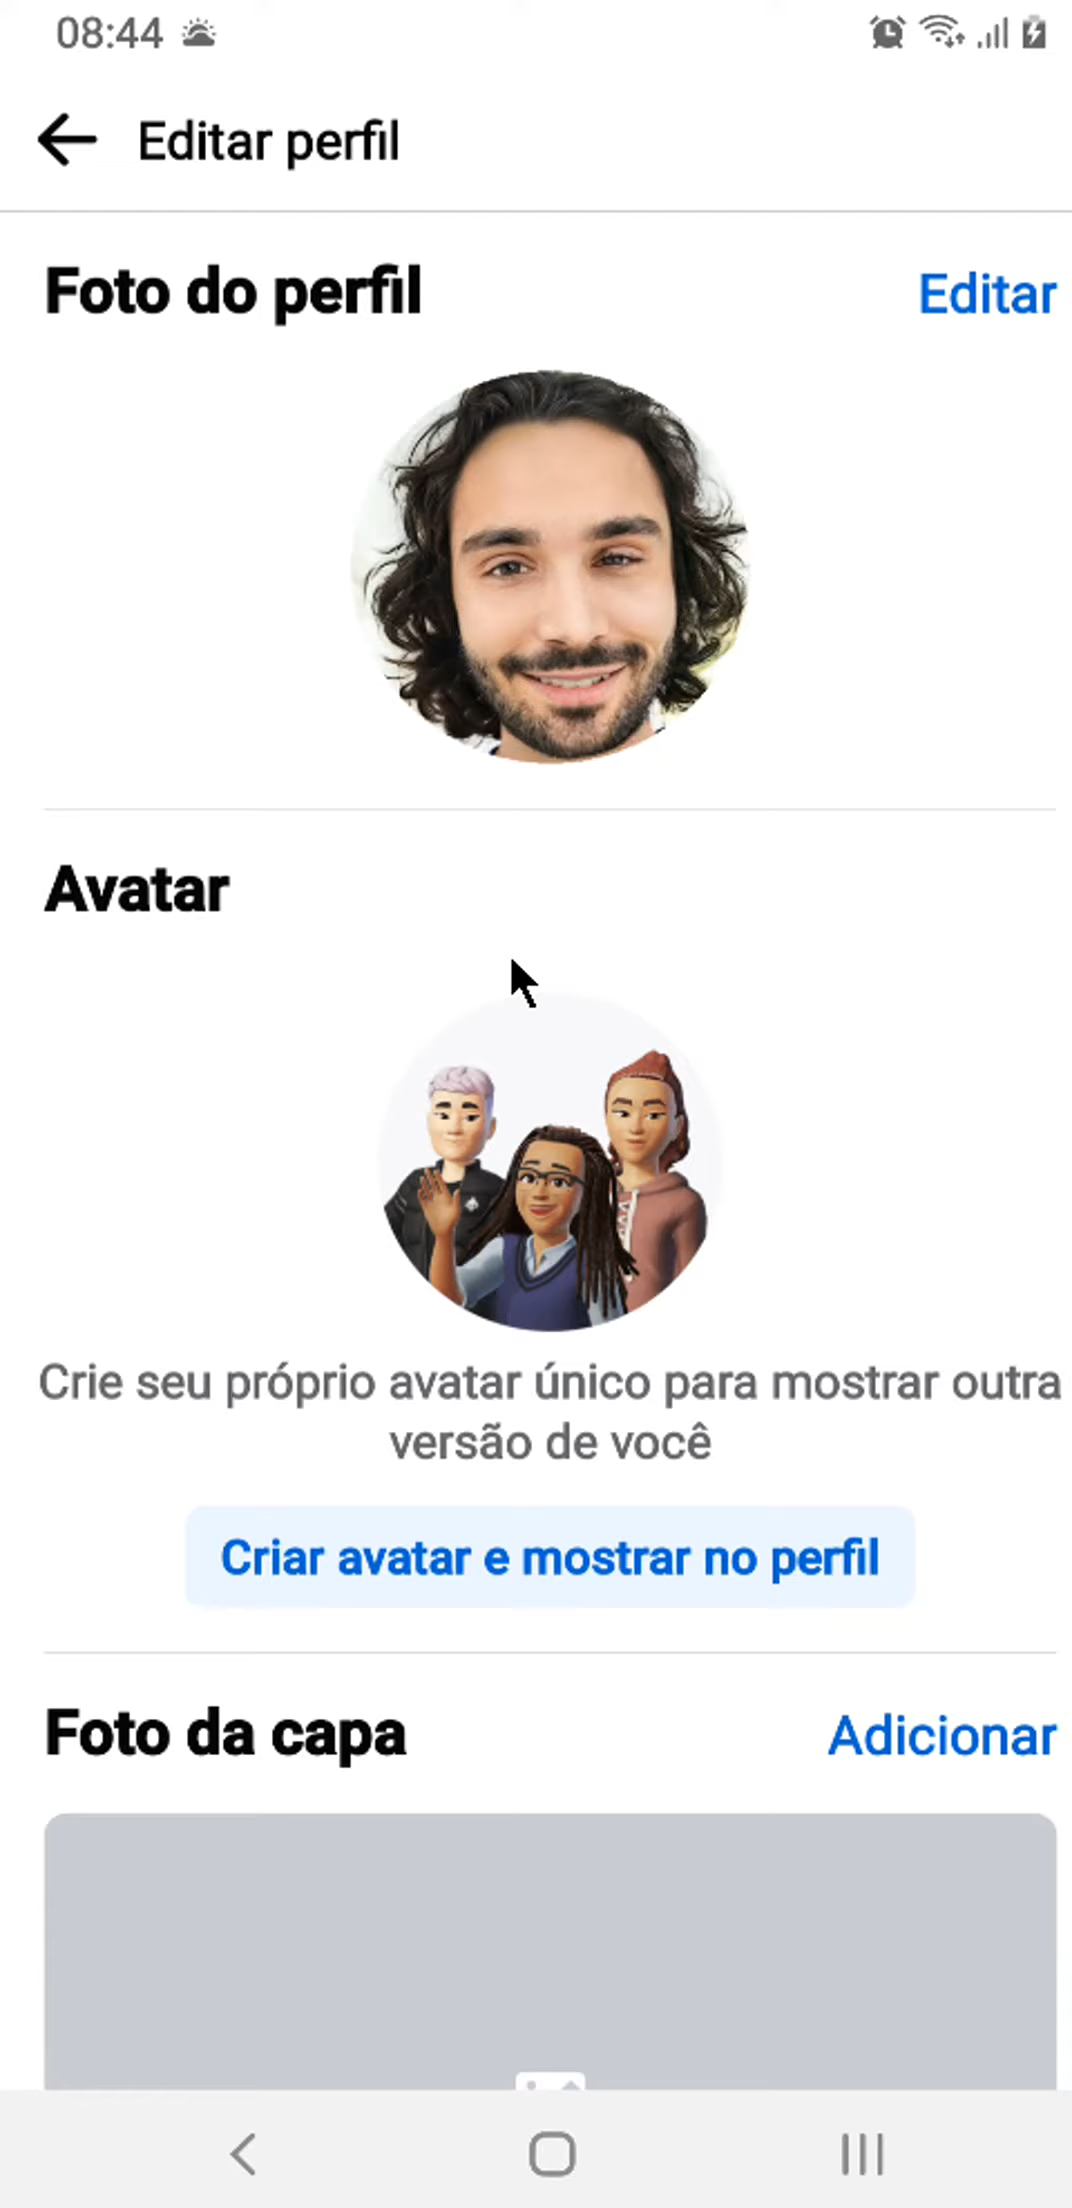 08:44
Editar perfil
Foto do perfil
Editar
Avatar
Crie seu próprio avatar único para mostrar outra
versão de você
Criar avatar e mostrar no perfil
Foto da capa
Adicionar